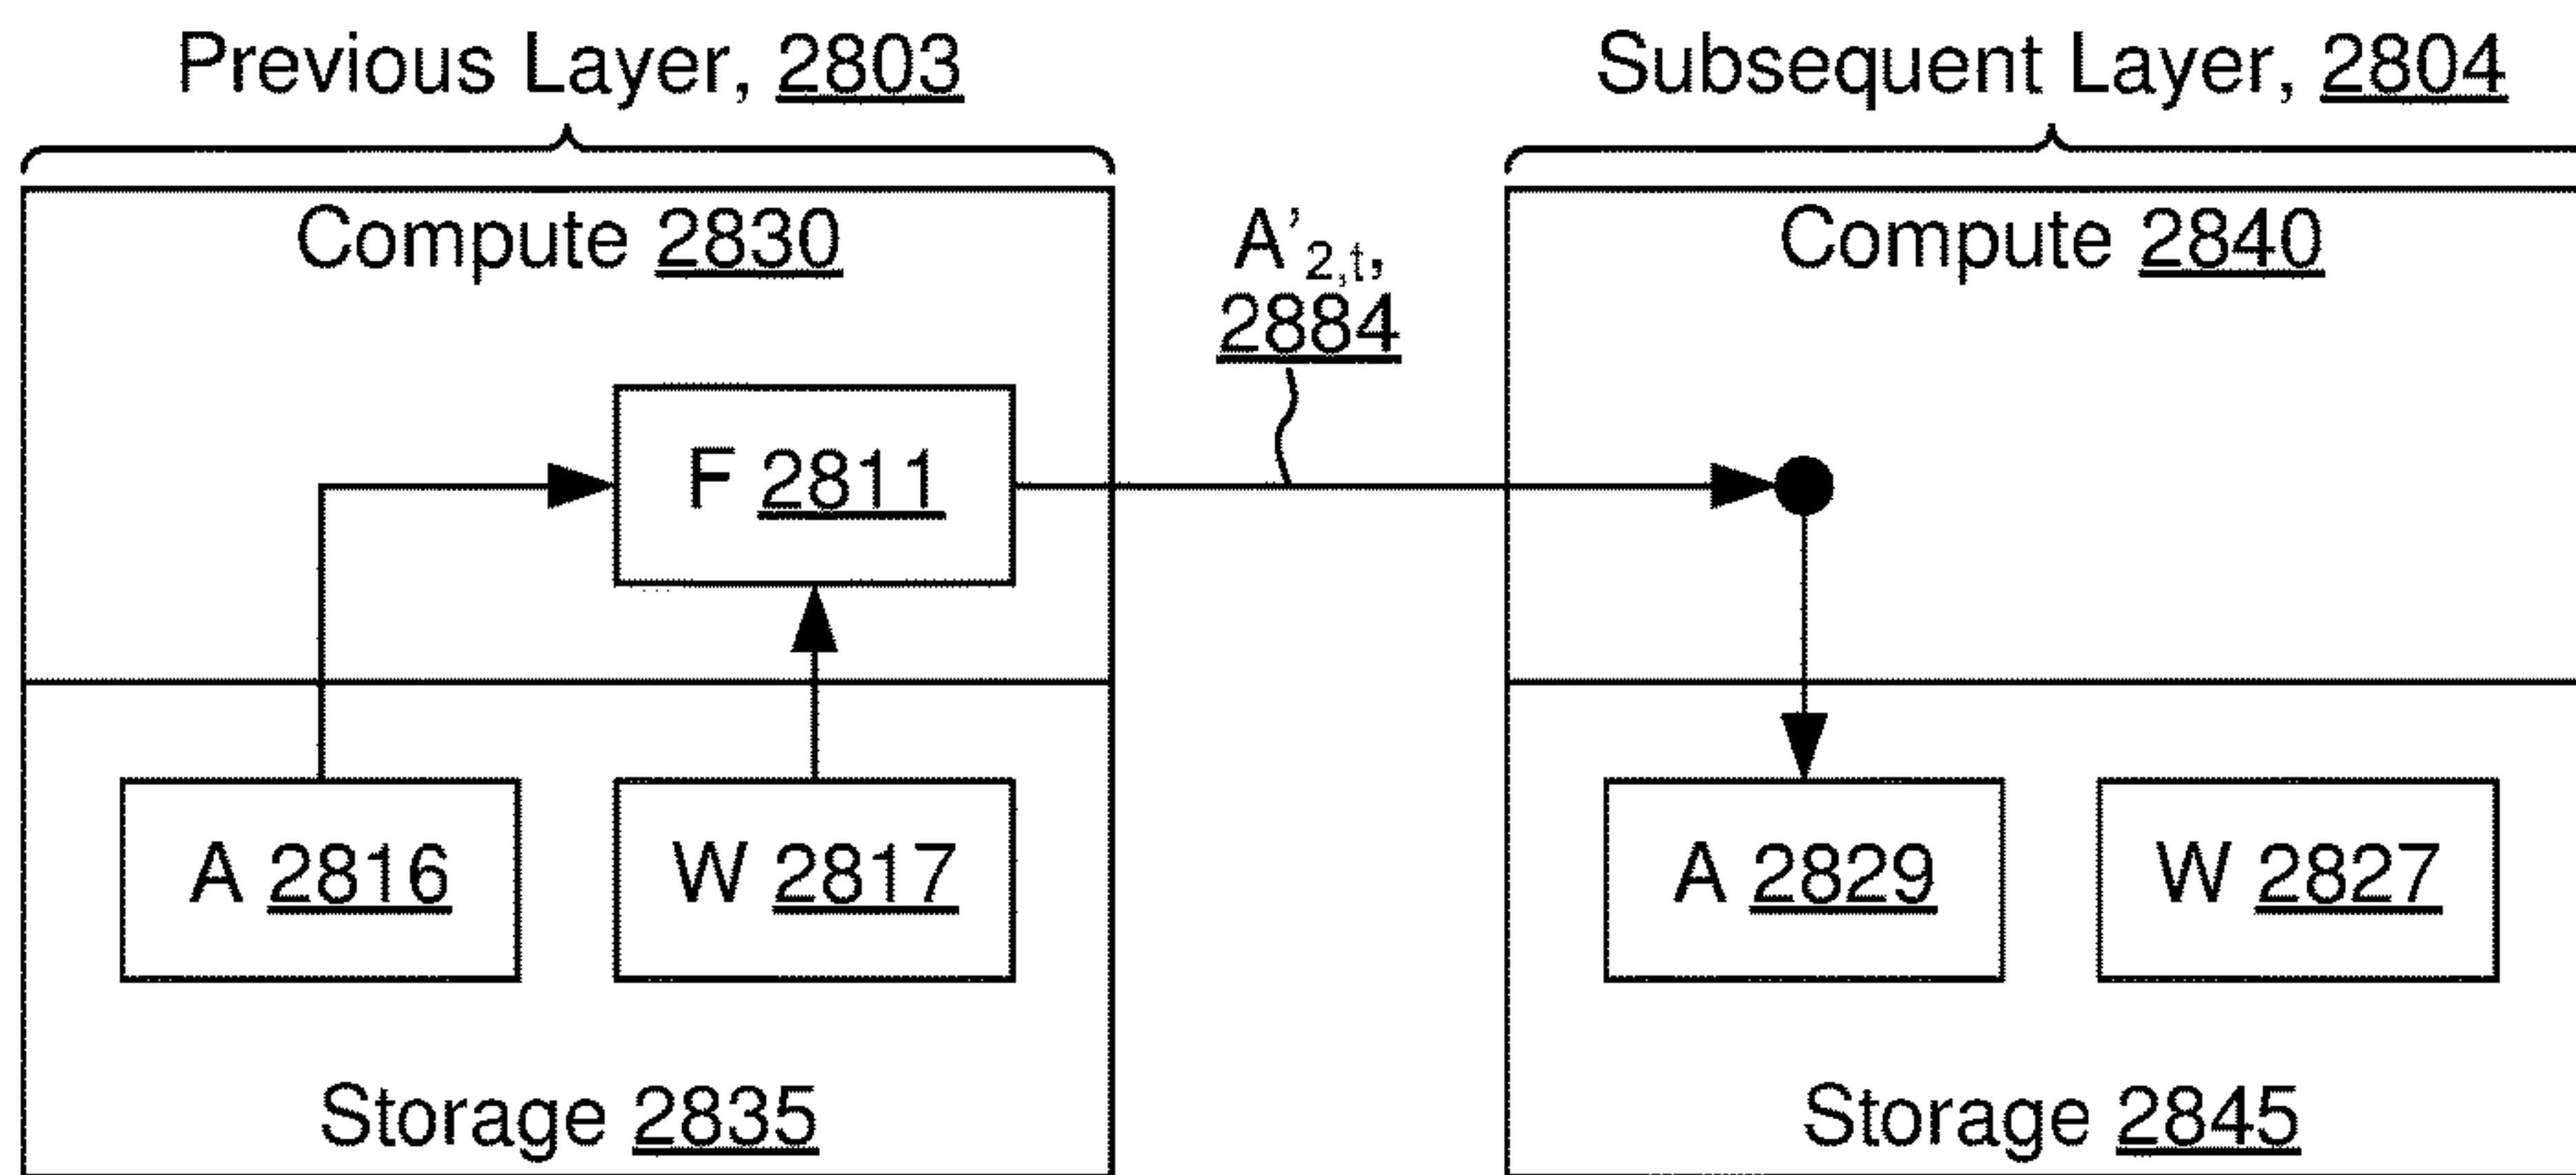 Previous Layer, 2803
Subsequent Layer, 2804
Compute 2830
A’2,t,
2884
Compute 2840
F 2811
A 2816
W 2817
A 2829
W 2827
Storage 2835
Storage 2845